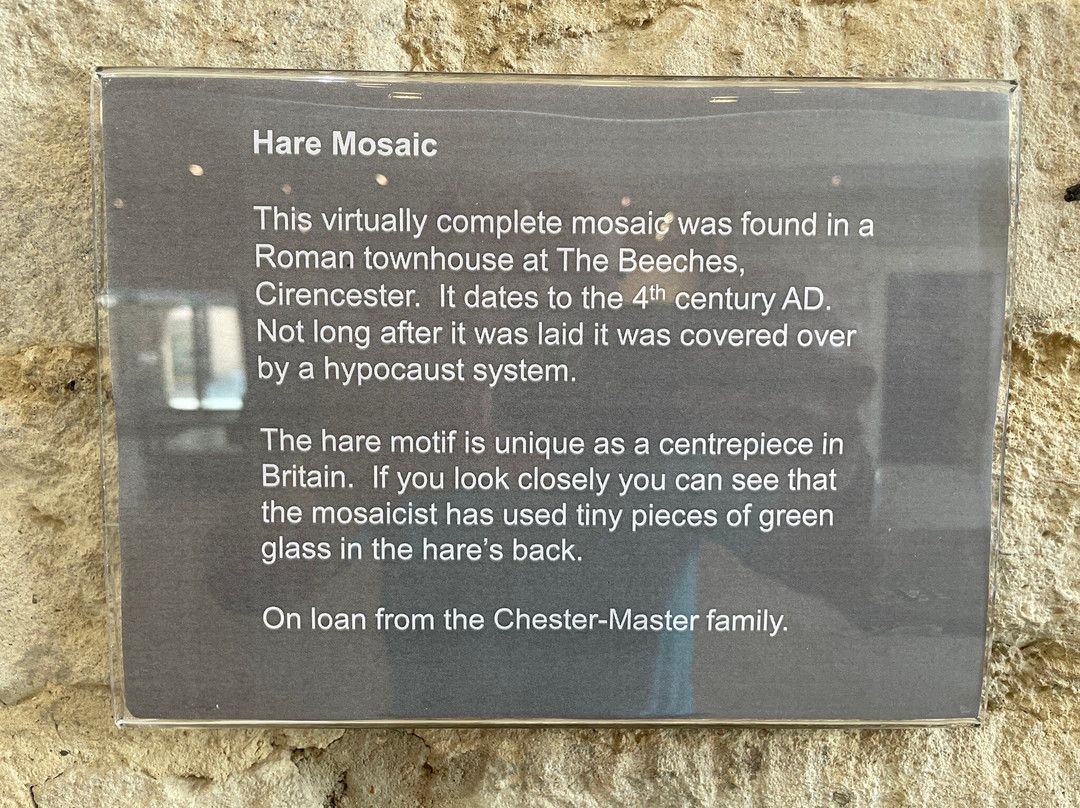 Hare Mosaic
This virtually complete mosaic was found in a
Roman townhouse at The Beeches,
Cirencester. It dates to the 4th century AD.
Not long after it was laid it was covered over
by a hypocaust system.
The hare motif is unique as a centrepiece in
Britain. If you look closely you can see that
the mosaicist has used tiny pieces of green
glass in the hare's back.
On loan from the Chester-Master family.